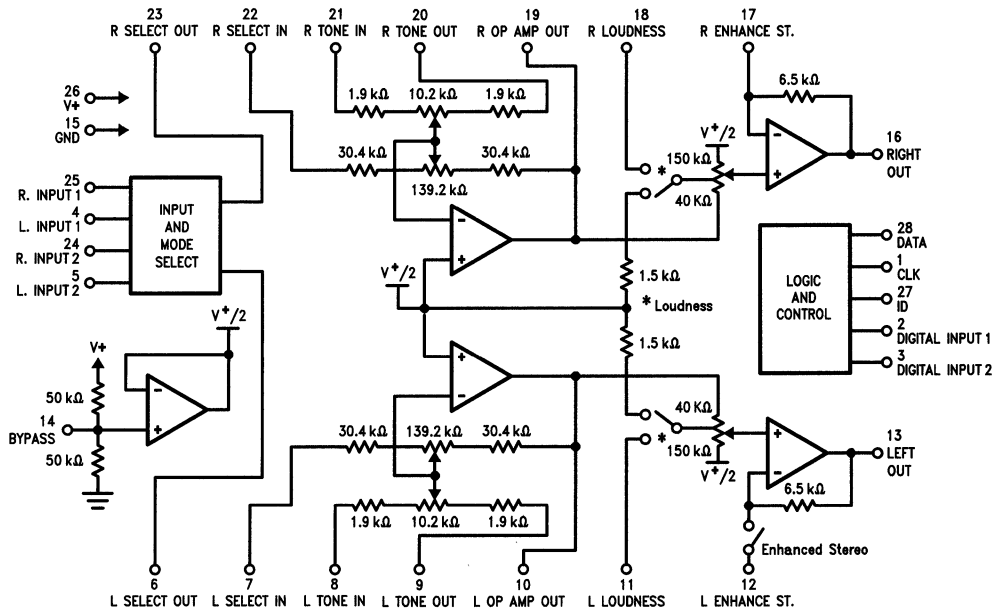 23
R SELECT OUT
22
R SELECT IN
21
R TONE IN
20
R TONE OUT
19
R OP AMP OUT
18
R LOUDNESS
17
R ENHANCE ST.
26
V+
15
GND
1.9 kΩ
10.2 kΩ
1.9 kΩ
6.5 kΩ
30.4 kΩ
30.4 kΩ
139.2 kΩ
V+/2
150 kΩ
*
40 kΩ
-
+
16
RIGHT
OUT
25
R. INPUT 1
4
L. INPUT 1
24
R. INPUT 2
5
L. INPUT 2
INPUT
AND
MODE
SELECT
-
+
V+/2
1.5 kΩ
* Loudness
1.5 kΩ
LOGIC
AND
CONTROL
28
DATA
1
CLK
27
ID
2
DIGITAL INPUT 1
3
DIGITAL INPUT 2
V+/2
V+
50 kΩ
14
BYPASS
50 kΩ
-
+
+
-
30.4 kΩ
139.2 kΩ
30.4 kΩ
40 KΩ
*
150 kΩ
V+/2
+
-
13
LEFT
OUT
6.5 kΩ
1.9 kΩ
10.2 kΩ
1.9 kΩ
Enhanced Stereo
6
L SELECT OUT
7
L SELECT IN
8
L TONE IN
9
L TONE OUT
10
L OP AMP OUT
11
L LOUDNESS
12
L ENHANCE ST.